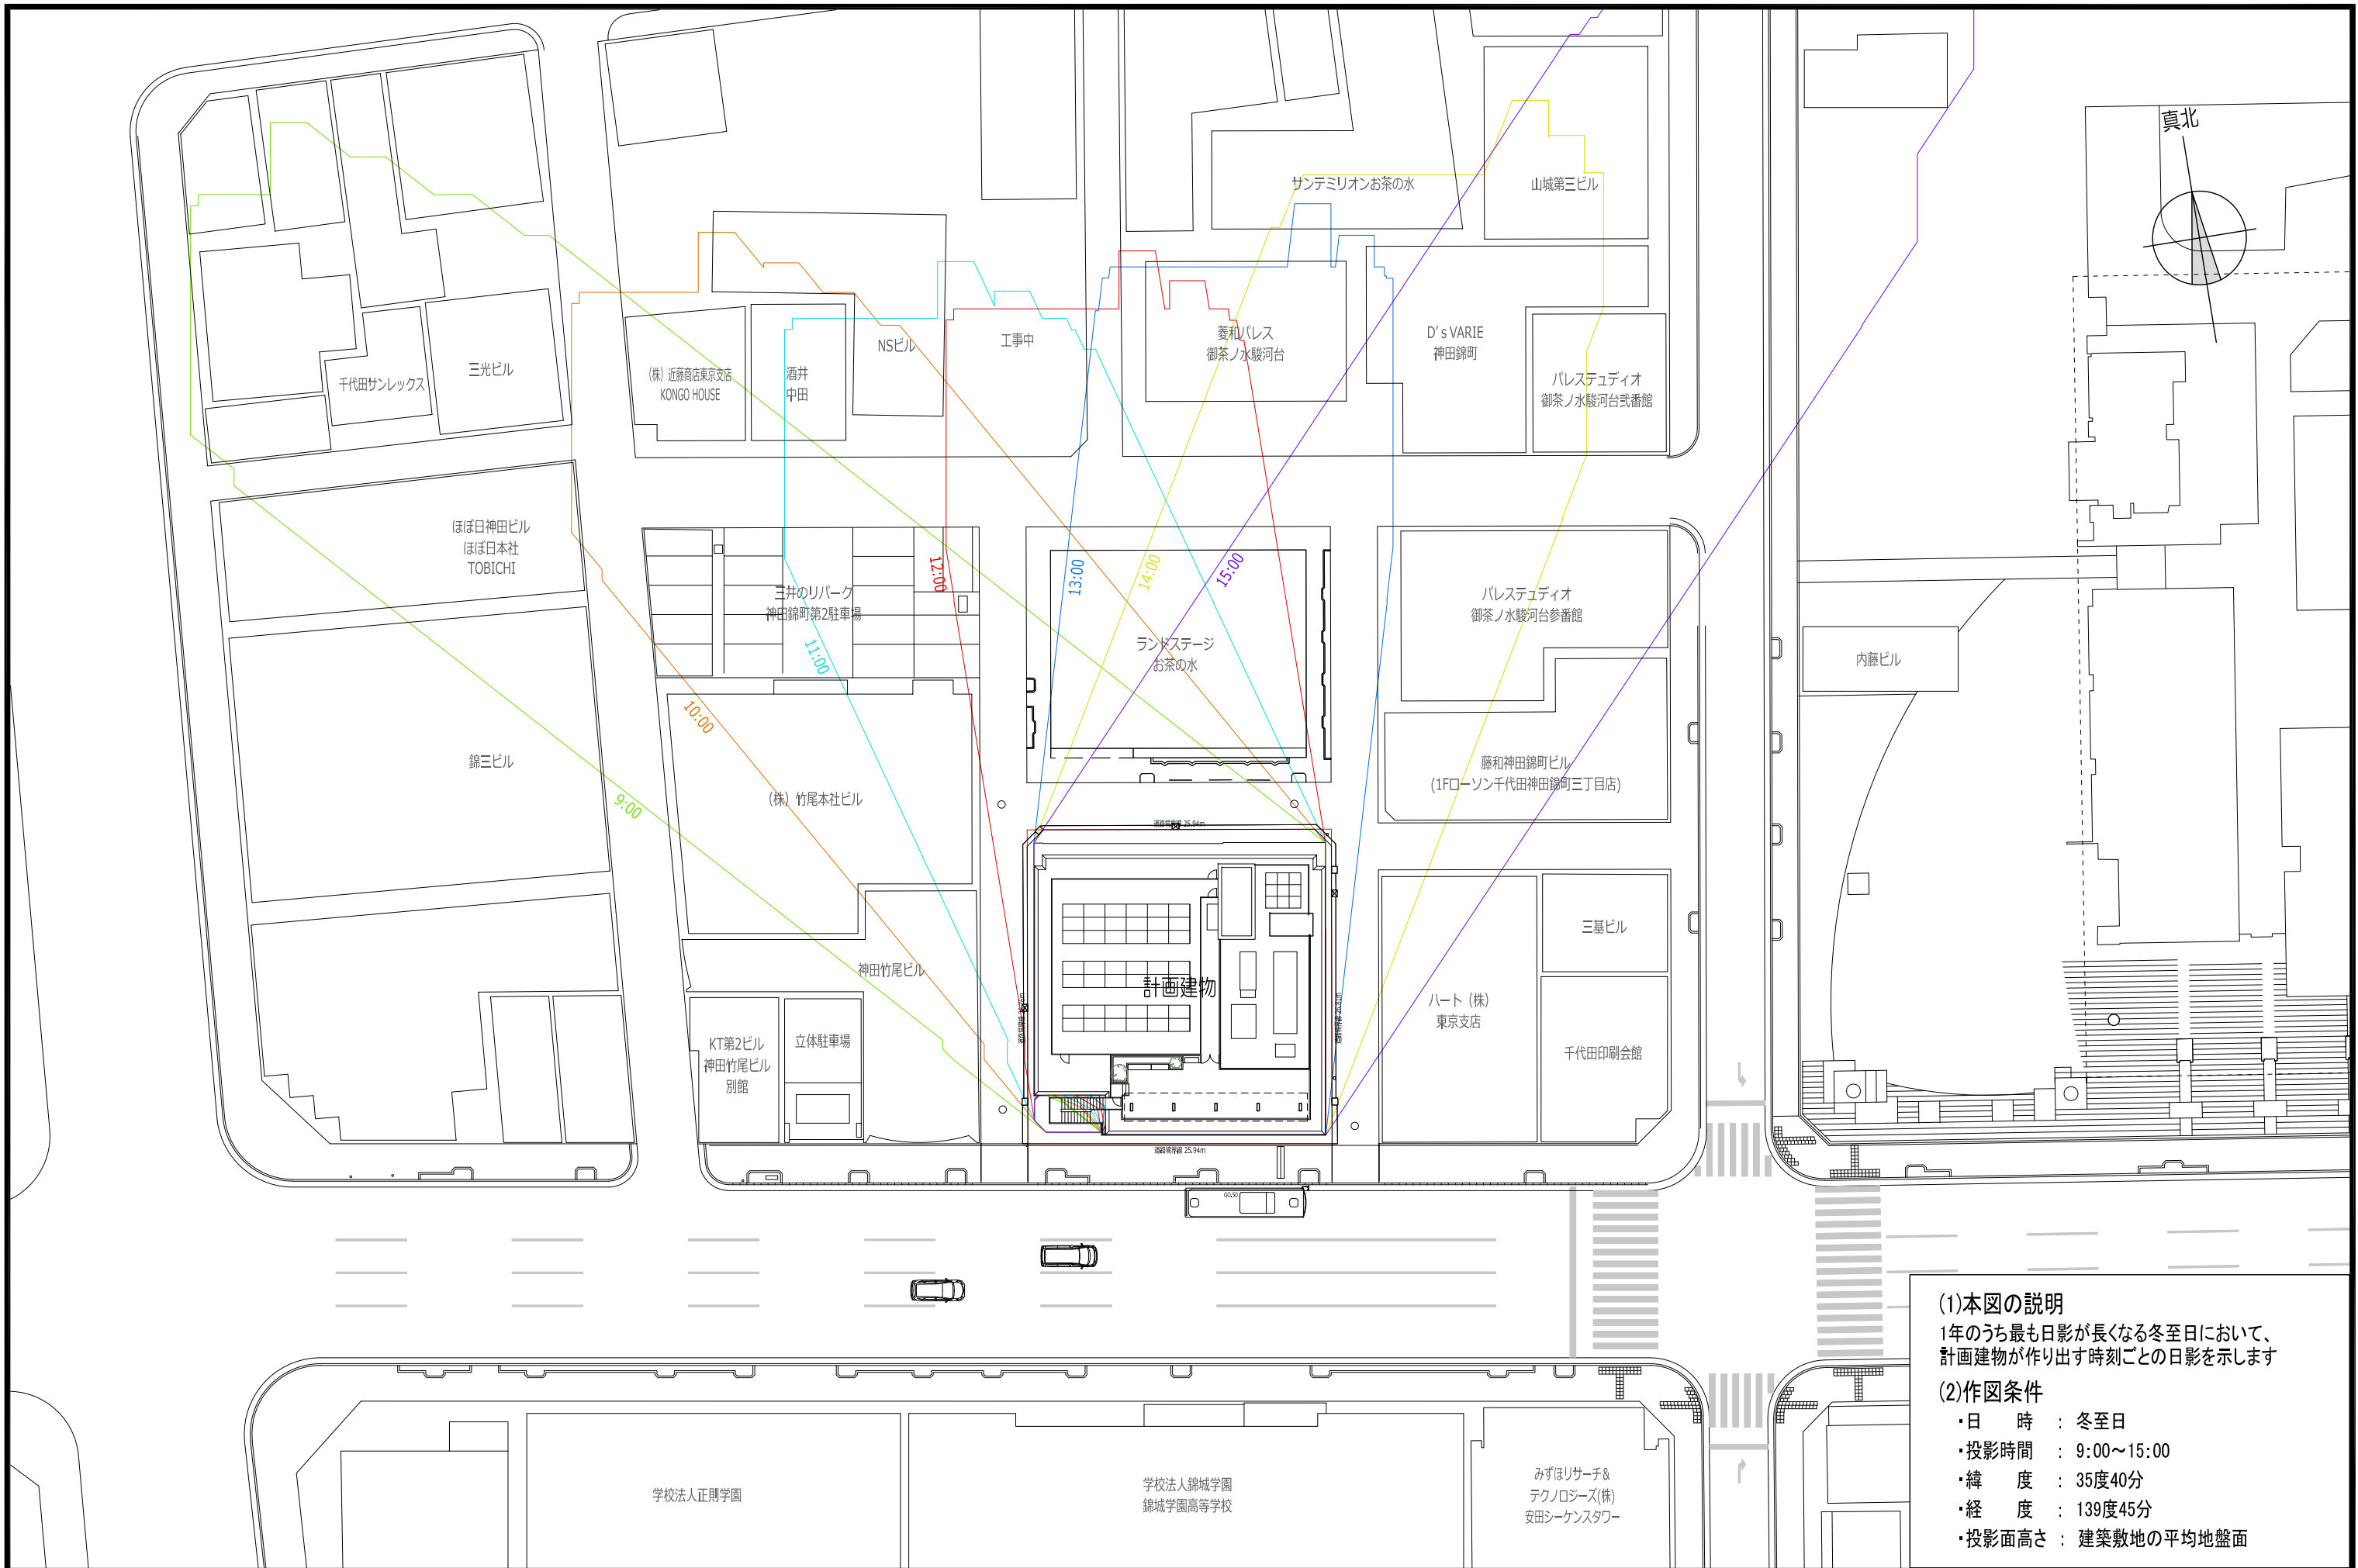 真北
サンテミリオンお茶の水
山城第三ビル
千代田サンレックス
三光ビル
(株) 近藤商店東京支店
KONGO HOUSE
酒井
中田
NSビル
工事中
菱和パレス
御茶ノ水駿河台
D's VARIE
神田錦町
パレステュディオ
御茶ノ水駿河台弐番館
ほぼ日神田ビル
ほぼ日本社
TOBICHI
三井のリパーク
神田錦町第2駐車場
12:00
13:00
14:00
15:00
11:00
10:00
9:00
ランドステージ
お茶の水
パレステュディオ
御茶ノ水駿河台参番館
内藤ビル
錦三ビル
(株) 竹尾本社ビル
藤和神田錦町ビル
(1Fローソン千代田神田錦町三丁目店)
道路境界線 25.94m
神田竹尾ビル
計画建物
三基ビル
ハート (株)
東京支店
KT第2ビル
神田竹尾ビル
別館
立体駐車場
千代田印刷会館
道路境界線 25.94m
学校法人正則学園
学校法人錦城学園
錦城学園高等学校
みずほリサーチ&
テクノロジーズ(株)
安田シーケンスタワー
(1)本図の説明
1年のうち最も日影が長くなる冬至日において、
計画建物が作り出す時刻ごとの日影を示します
(2)作図条件
・日 時 : 冬至日
・投影時間 : 9:00～15:00
・緯 度 : 35度40分
・経 度 : 139度45分
・投影面高さ : 建築敷地の平均地盤面